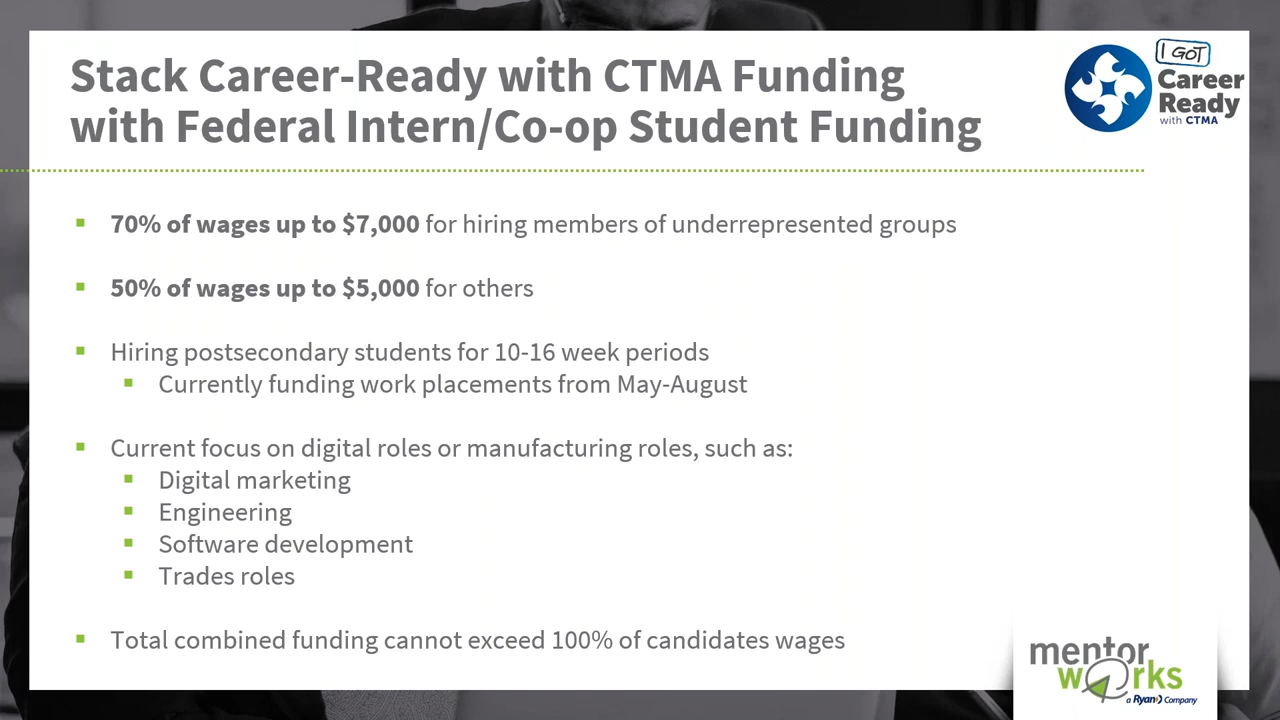 Stack Career-Ready with CTMA Funding
with Federal Intern/Co-op Student Funding
I GOT
Career
Ready
with CTMA
70% of wages up to $7,000 for hiring members of underrepresented groups
50% of wages up to $5,000 for others
Hiring postsecondary students for 10-16 week periods
Currently funding work placements from May-August
Current focus on digital roles or manufacturing roles, such as:
Digital marketing
Engineering
Software development
Trades roles
Total combined funding cannot exceed 100% of candidates wages
mentor
works
a Ryan Company